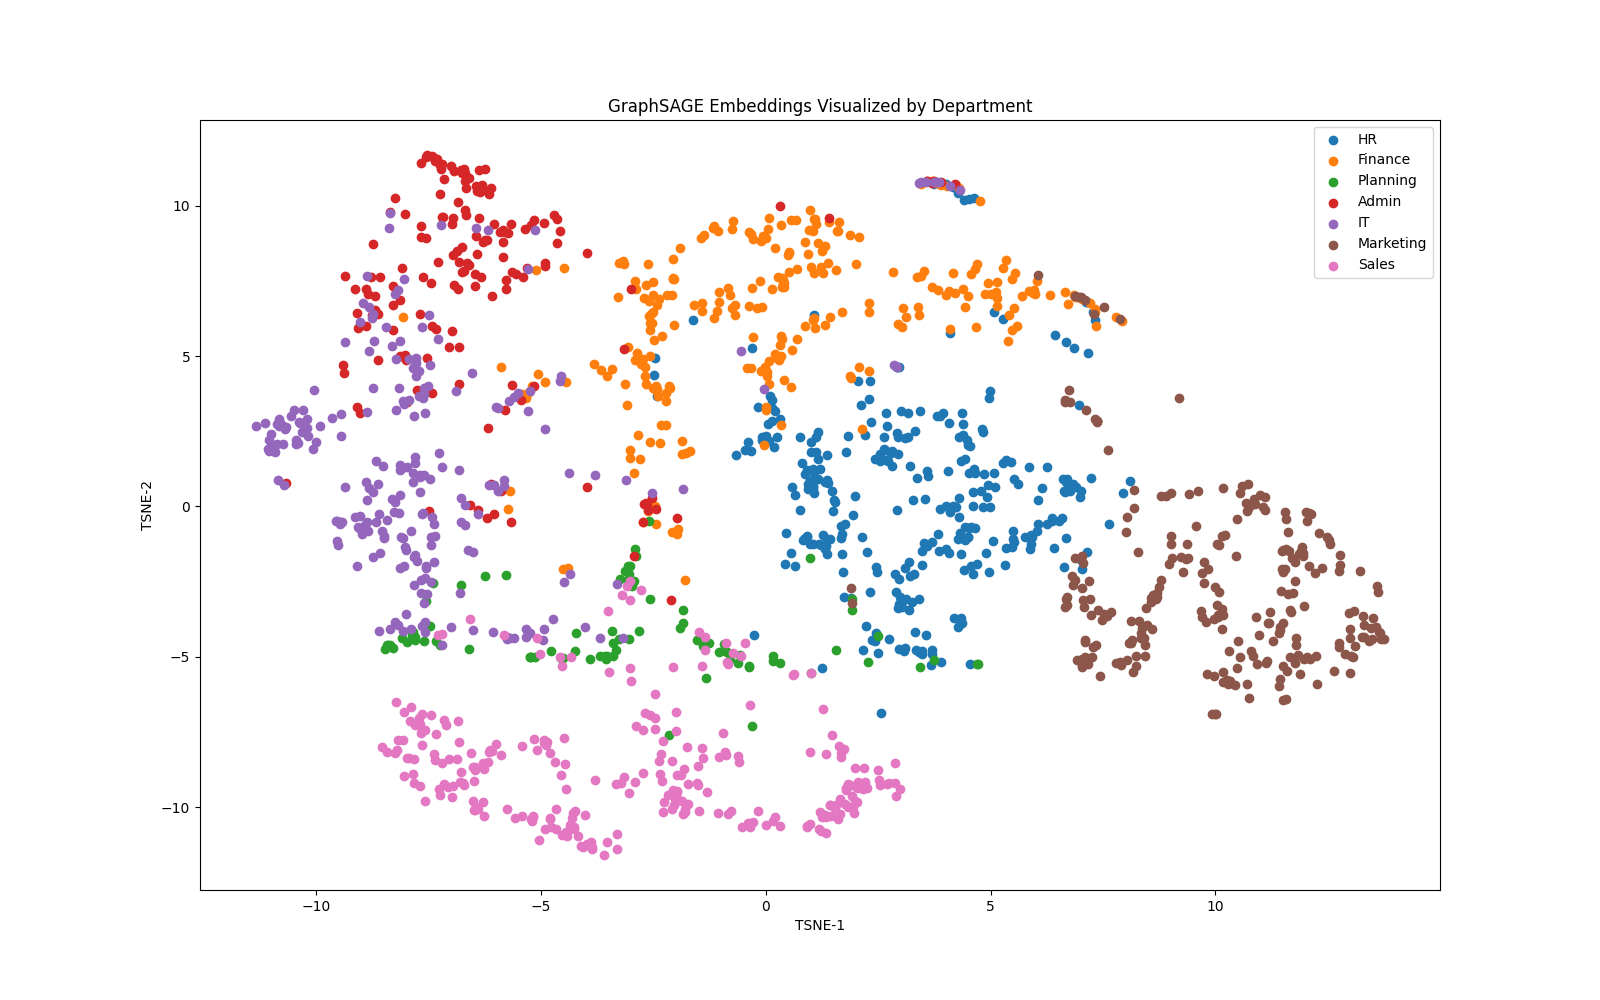 GraphSAGE Embeddings Visualized by Department
HR
Finance
Planning
Admin
IT
Marketing
Sales
10
5
0
−5
−10
TSNE-2
−10
−5
0
5
10
TSNE-1